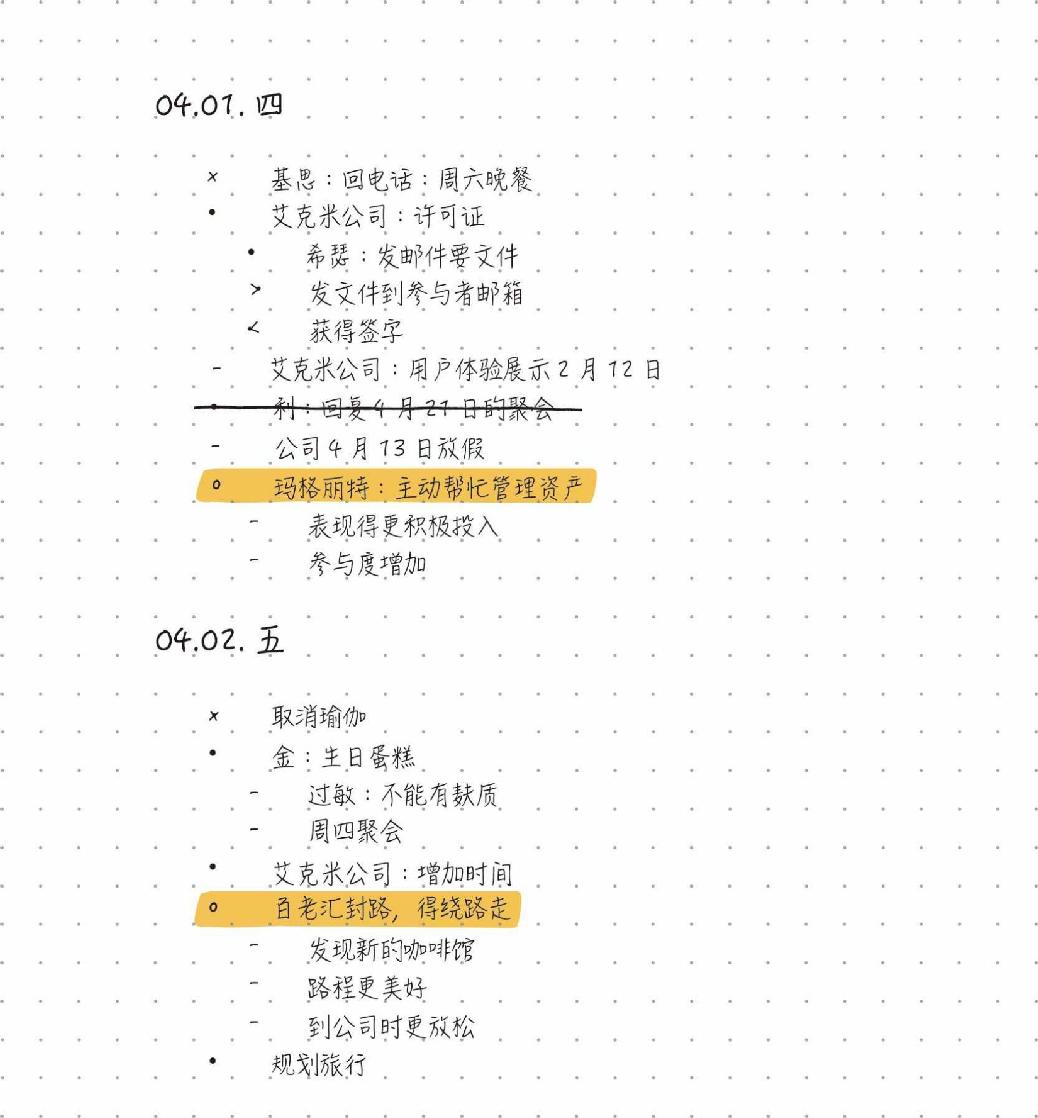 04.01. 四
× 基思：回电话：周六晚餐
• 艾克米公司：许可证
• 希瑟：发邮件要文件
> 发文件到参与者邮箱
< 获得签字
- 艾克米公司：用户体验展示2月12日
• 利：回复4月21日的聚会
- 公司4月13日放假
○ 玛格丽特：主动帮忙管理资产
- 表现得更积极投入
- 参与度增加
04.02. 五
× 取消瑜伽
• 金：生日蛋糕
- 过敏：不能有麸质
- 周四聚会
• 艾克米公司：增加时间
○ 百老汇封路，得绕路走
- 发现新的咖啡馆
- 路程更美好
- 到公司时更放松
• 规划旅行